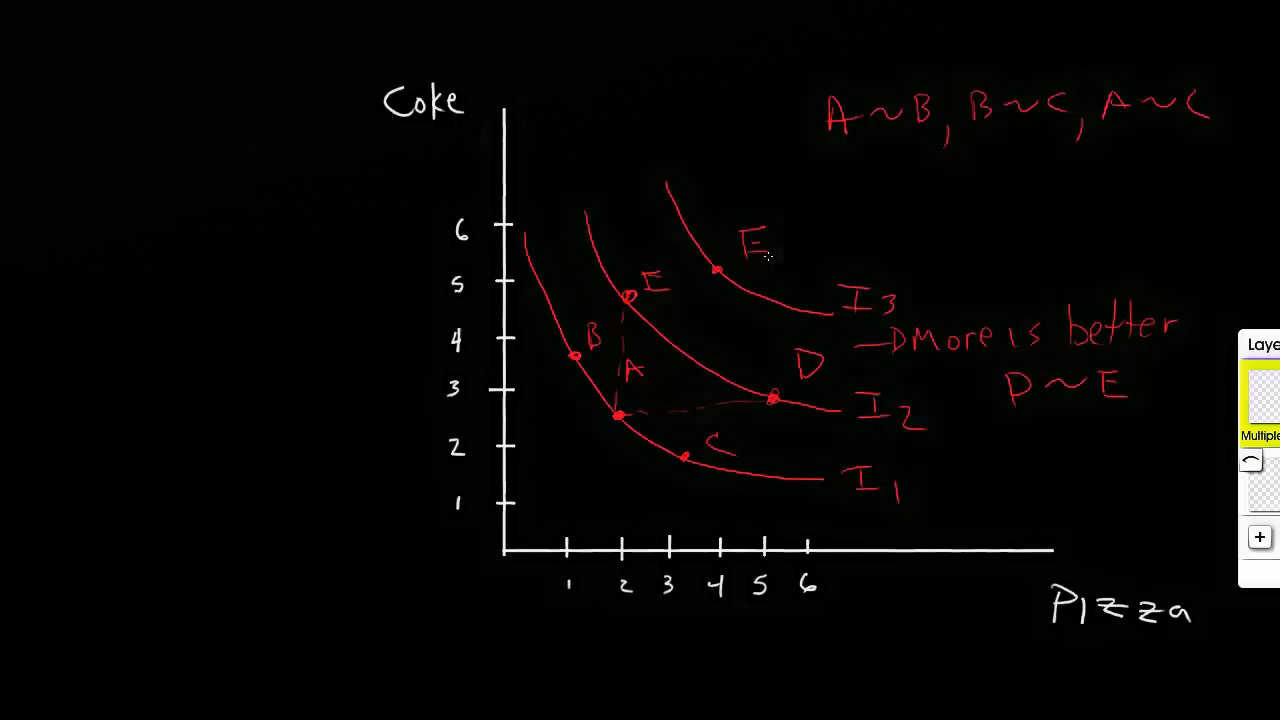 Coke
A ~ B, B ~ C, A ~ C
6
E
5
E
I3
B
4
→ More is better
A
D
3
D ~ E
I2
C
2
I1
1
1 2 3 4 5 6
Pizza
Laye
Multiple
+